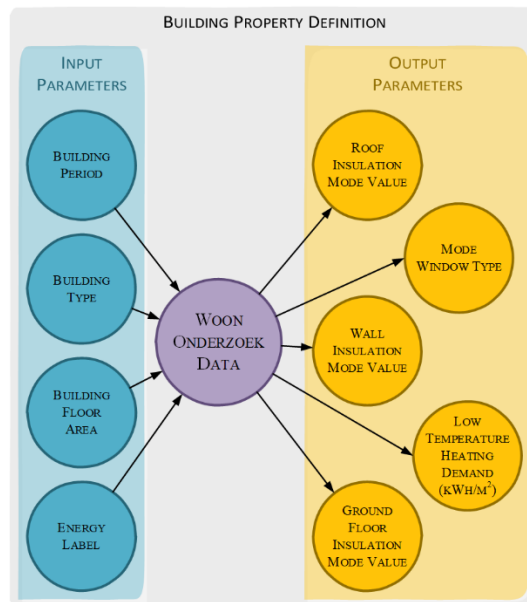 BUILDING PROPERTY DEFINITION
INPUT
PARAMETERS
BUILDING
PERIOD
BUILDING
TYPE
BUILDING
FLOOR
AREA
ENERGY
LABEL
WOON
ONDERZOEK
DATA
OUTPUT
PARAMETERS
ROOF
INSULATION
MODE VALUE
MODE
WINDOW TYPE
WALL
INSULATION
MODE VALUE
LOW
TEMPERATURE
HEATING
DEMAND
(KWH/M²)
GROUND
FLOOR
INSULATION
MODE VALUE